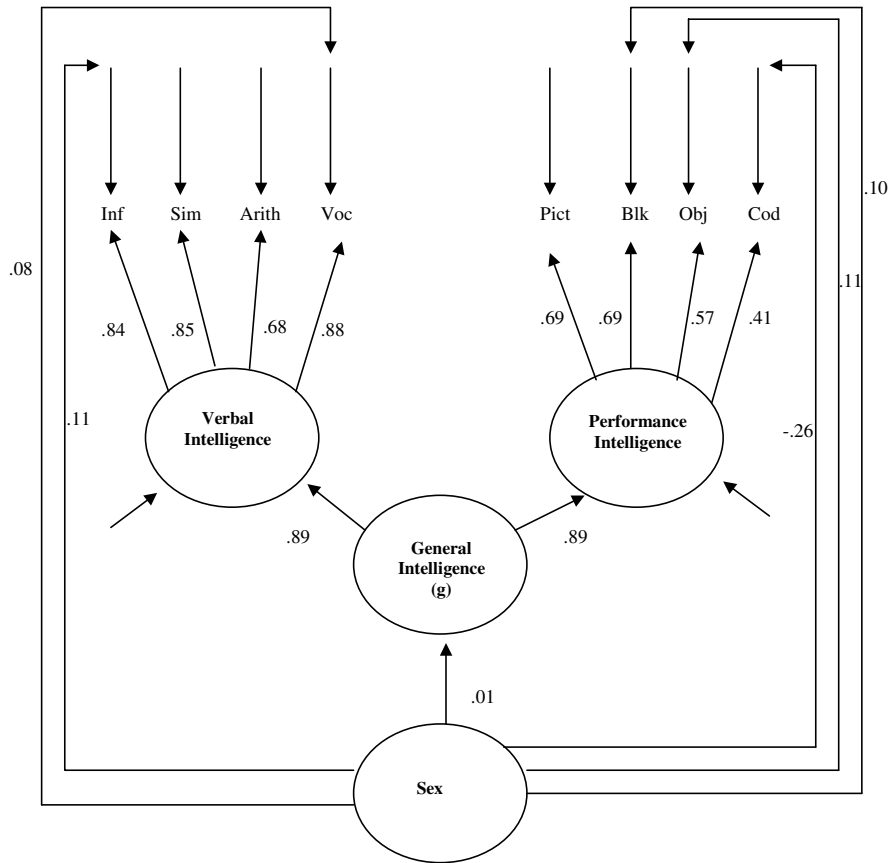 .10
Inf Sim Arith Voc Pict Blk Obj Cod
.08
.11
.84 .85 .68 .88 .69 .69 .57 .41
.11 Verbal Performance -.26
Intelligence Intelligence
.89 .89
General
Intelligence
(g)
.01
Sex